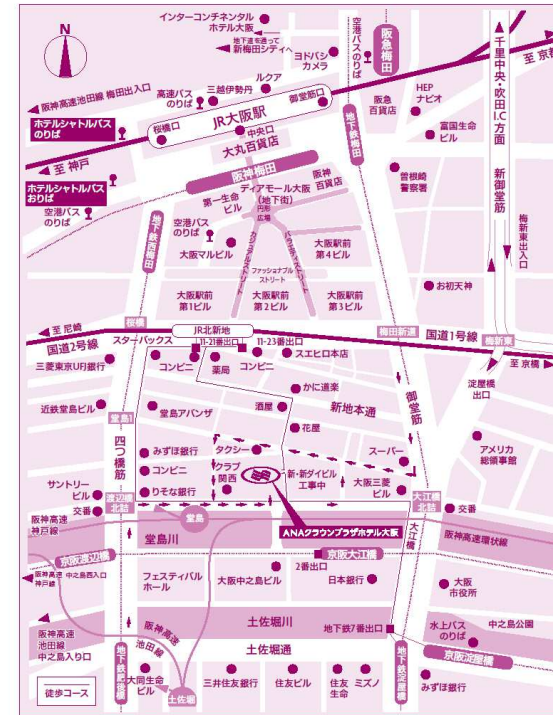 N
インターコンチネンタル
ホテル大阪
地下道を通って
新梅田シティへ
ヨドバシ
カメラ
空港バスのりば
阪急梅田
千里中央・吹田I.C方面
至 京都
阪神高速池田線 梅田出入口
高速バス
のりば
三越伊勢丹
ルクア
御堂筋口
JR大阪駅
桜橋口
中央口
大丸百貨店
阪急
百貨店
HEP
ナビオ
富国生命
ビル
地下鉄梅田
ホテルシャトルバス
のりば
至 神戸
阪神梅田
ホテルシャトルバス
おりば
空港バス
のりば
第一生命
ビル
ディアモール大阪
(地下街)
円形
広場
阪神
百貨店
曽根崎
警察署
新御堂筋
梅新東出入口
地下鉄西梅田
空港バス
のりば
大阪マルビル
大阪駅前
第4ビル
ファッショナブル
ストリート
大阪駅前
第1ビル
大阪駅前
第2ビル
大阪駅前
第3ビル
お初天神
至 尼崎
国道2号線
桜橋
JR北新地
梅田新道
国道1号線
梅新東
至 京橋
スターバックス
11-21番出口
11-23番出口
スエヒロ本店
三菱東京UFJ銀行
コンビニ
薬局
コンビニ
淀屋橋
出口
かに道楽
近鉄堂島ビル
堂島1
堂島アバンザ
酒屋
新地本通
御堂筋
花屋
四つ橋筋
みずほ銀行
タクシー
スーパー
アメリカ
総領事館
コンビニ
クラブ
関西
新・新ダイビル
工事中
サントリー
ビル
りそな銀行
大阪三菱
ビル
交番
渡辺橋
北詰
大江橋
北詰
交番
阪神高速
神戸線
堂島
ANAクラウンプラザホテル大阪
堂島川
大江橋
阪神高速環状線
京阪渡辺橋
京阪大江橋
2番出口
阪神高速
神戸線
中之島西入口
フェスティバル
ホール
大阪中之島ビル
日本銀行
大阪
市役所
土佐堀川
阪神高速
池田線
中之島公園
阪神高速
池田線
中之島入り口
地下鉄7番出口
水上バス
のりば
土佐堀通
京阪淀屋橋
地下鉄肥後橋
地下鉄淀屋橋
大同生命
ビル
土佐堀
三井住友銀行
住友ビル
住友
生命
ミズノ
みずほ銀行
徒歩コース